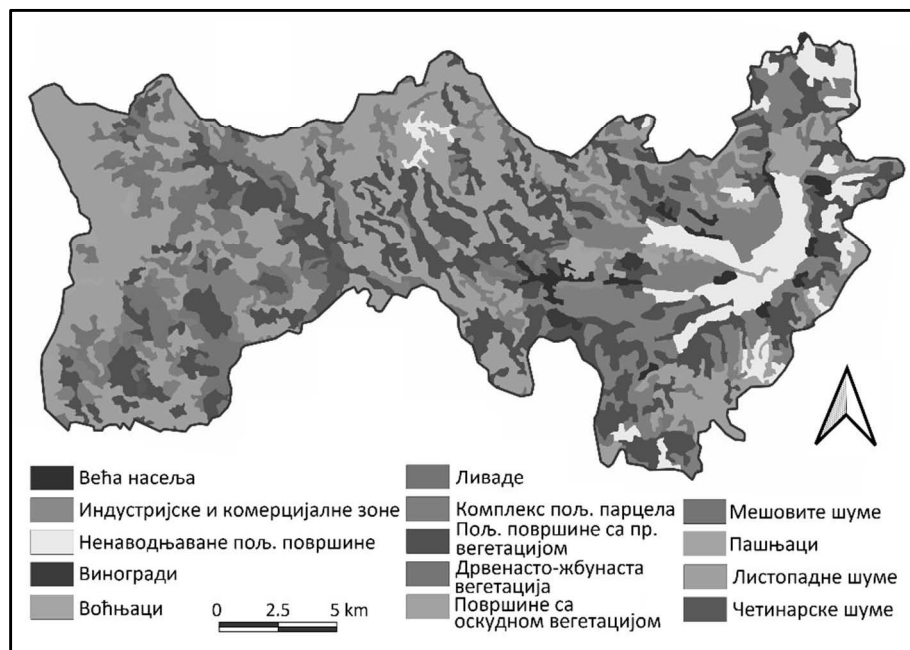 Већа насеља
Индустријске и комерцијалне зоне
Ненаводњаване пољ. површине
Виногради
Воћњаци
0 2.5 5 km
Ливаде
Комплекс пољ. парцела
Пољ. површине са пр.
вегетацијом
Дрвенасто-жбунаста
вегетација
Површине са
оскудном вегетацијом
Мешовите шуме
Пашњаци
Листопадне шуме
Четинарске шуме